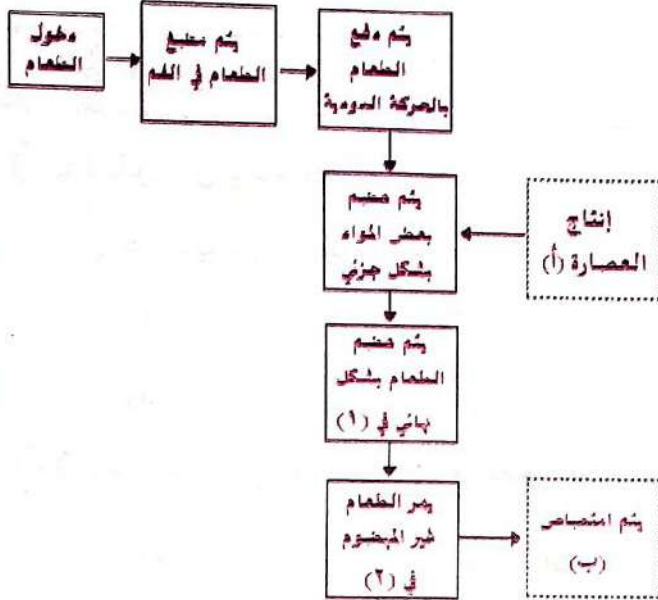 دخول
الطعام
يتم مضغ
الطعام في الفم
يتم دفع
الطعام
بالحركة الدودية
يتم هضم
بعض المواد
بشكل جزئي
إنتاج
العصارة (أ)
يتم هضم
الطعام بشكل
نهائي في (١)
يمر الطعام
غير المهضوم
في (٢)
يتم امتصاص
(ب)